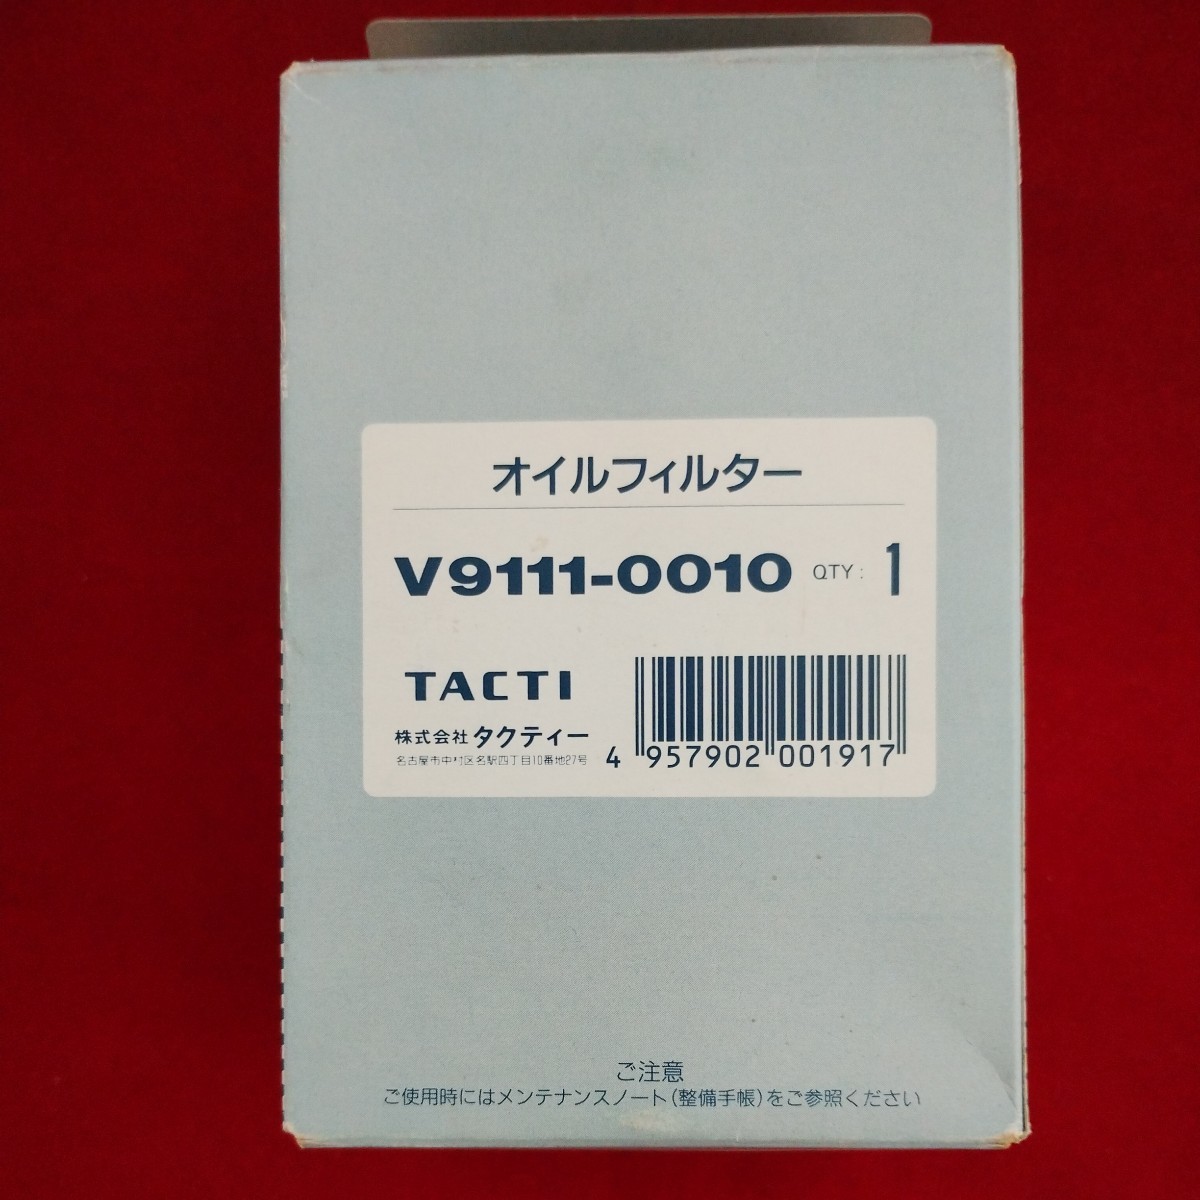 オイルフィルター
V9111-0010 QTY: 1
TACTI
株式会社 タクティー
名古屋市中村区名駅四丁目10番地27号
4 957902 001917
ご注意
ご使用時にはメンテナンスノート(整備手帳)をご参照ください